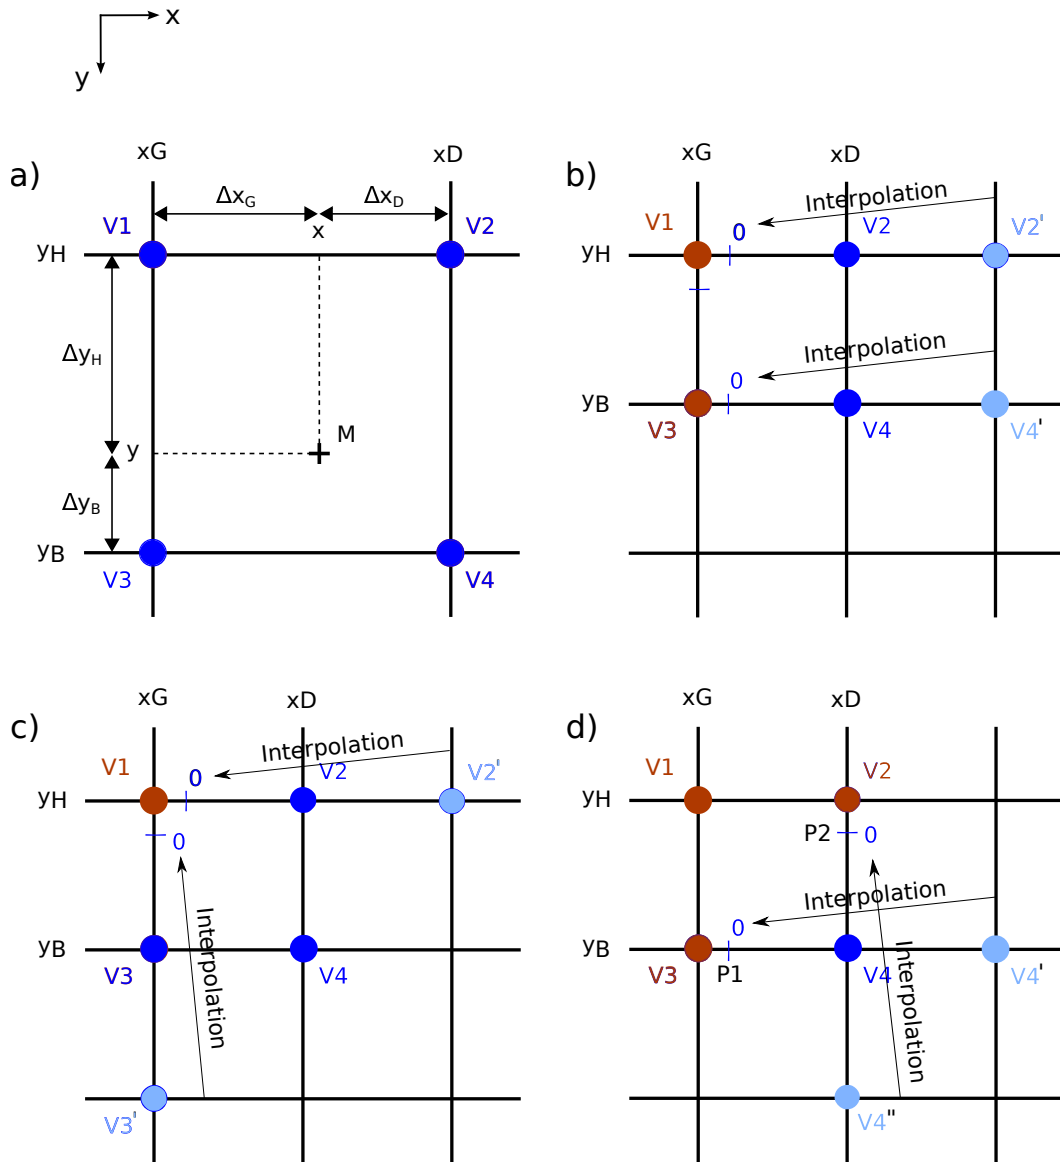 x
y
a)
xG
xD
ΔxG
ΔxD
x
V1
V2
yH
ΔyH
y
M
ΔyB
yB
V3
V4
b)
xG
xD
Interpolation
V1
0
V2
V2'
yH
Interpolation
0
yB
V3
V4
V4'
c)
xG
xD
Interpolation
V1
0
V2
V2'
yH
0
Interpolation
yB
V3
V4
V3'
d)
xG
xD
V1
V2
yH
P2
0
Interpolation
0
yB
V3
P1
V4
V4'
Interpolation
V4"